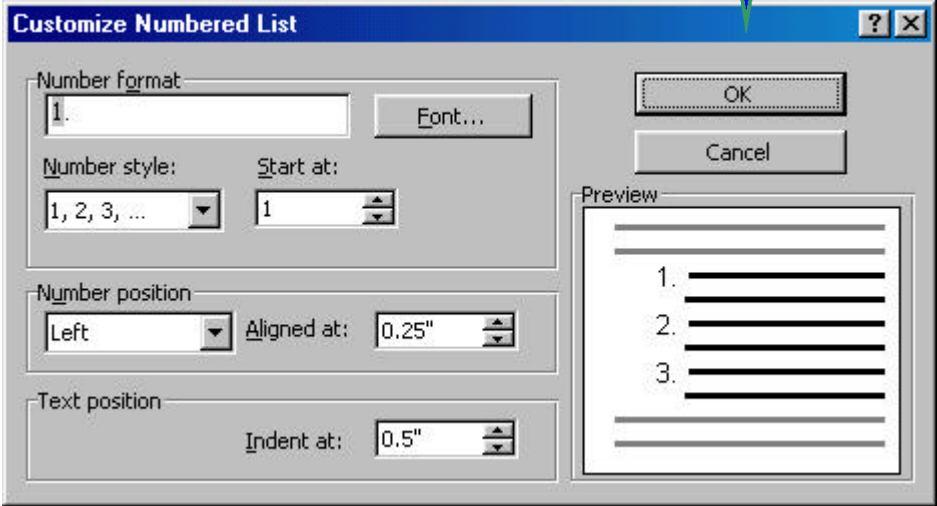 Customize Numbered List
Number format
1.
Font...
Number style:
Start at:
1, 2, 3, ...
1
Number position
Left
Aligned at:
0.25"
Text position
Indent at:
0.5"
OK
Cancel
Preview
1.
2.
3.